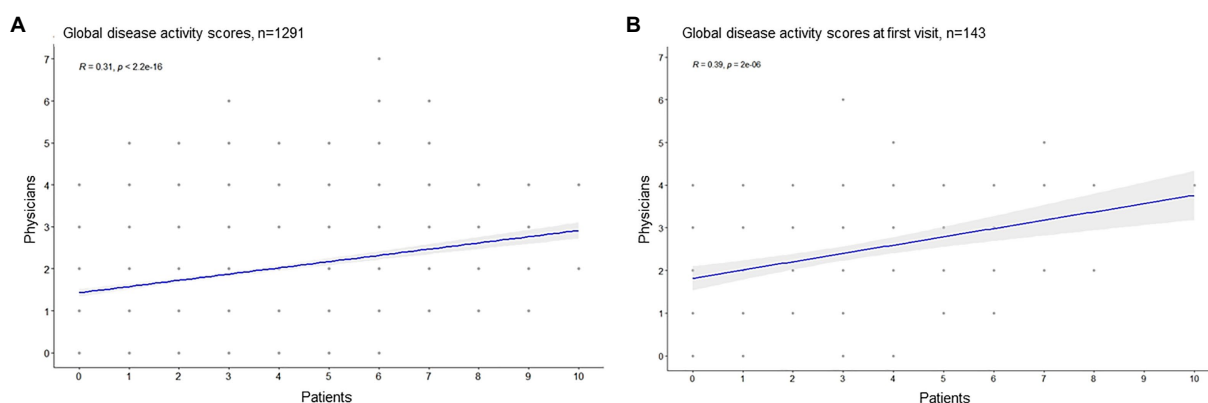 A
Global disease activity scores, n=1291
R = 0.31, p < 2.2e-16
Physicians
7
6
5
4
3
2
1
0
0 1 2 3 4 5 6 7 8 9 10
Patients
B
Global disease activity scores at first visit, n=143
R = 0.39, p = 2e-06
Physicians
7
6
5
4
3
2
1
0
0 1 2 3 4 5 6 7 8 9 10
Patients